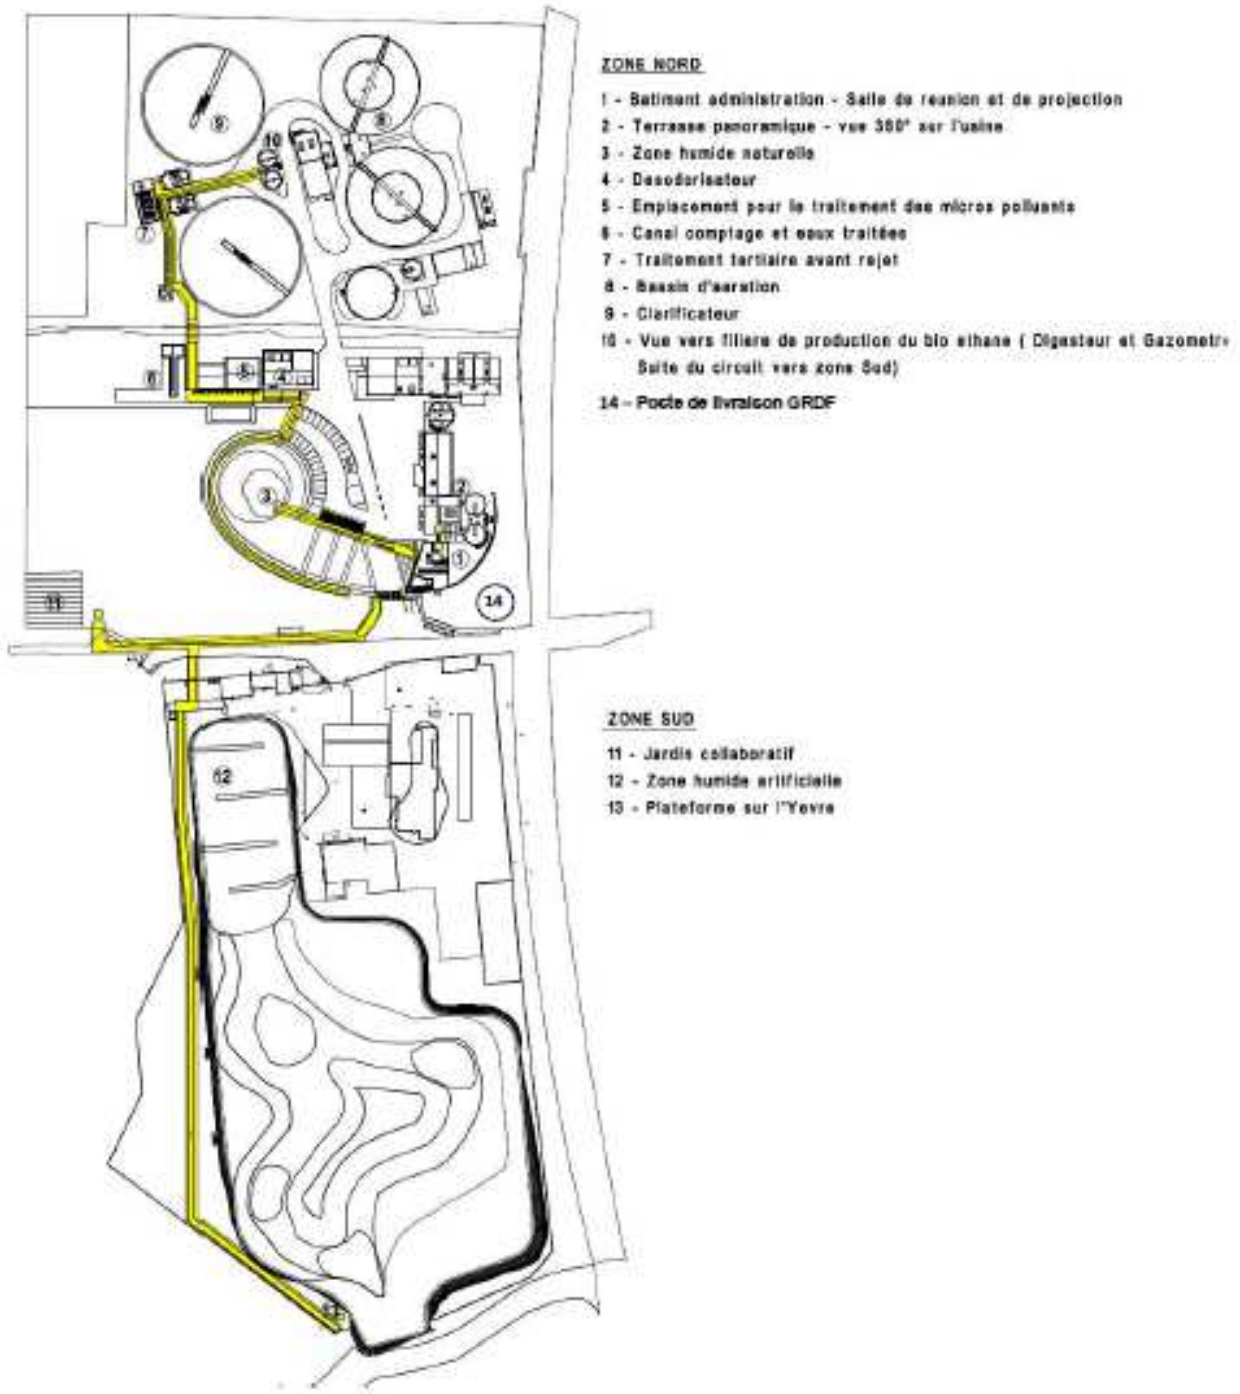 ZONE NORD
1 - Batiment administration - Salle de reunion et de projection
2 - Terrasse panoramique - vue 360° sur l'usine
3 - Zone humide naturelle
4 - Desodorisateur
5 - Emplacement pour le traitement des micros polluants
6 - Canal comptage et eaux traitées
7 - Traitement tertiaire avant rejet
8 - Bassin d'aeration
9 - Clarificateur
10 - Vue vers filiere de production du bio ethane ( Digesteur et Gazometr
Suite du circuit vers zone Sud)
14 - Poste de livraison GRDF
9
8
10
7
6
5
4
3
2
1
11
14
ZONE SUD
11 - Jardin collaboratif
12 - Zone humide artificielle
13 - Plateforme sur l'Yevre
12